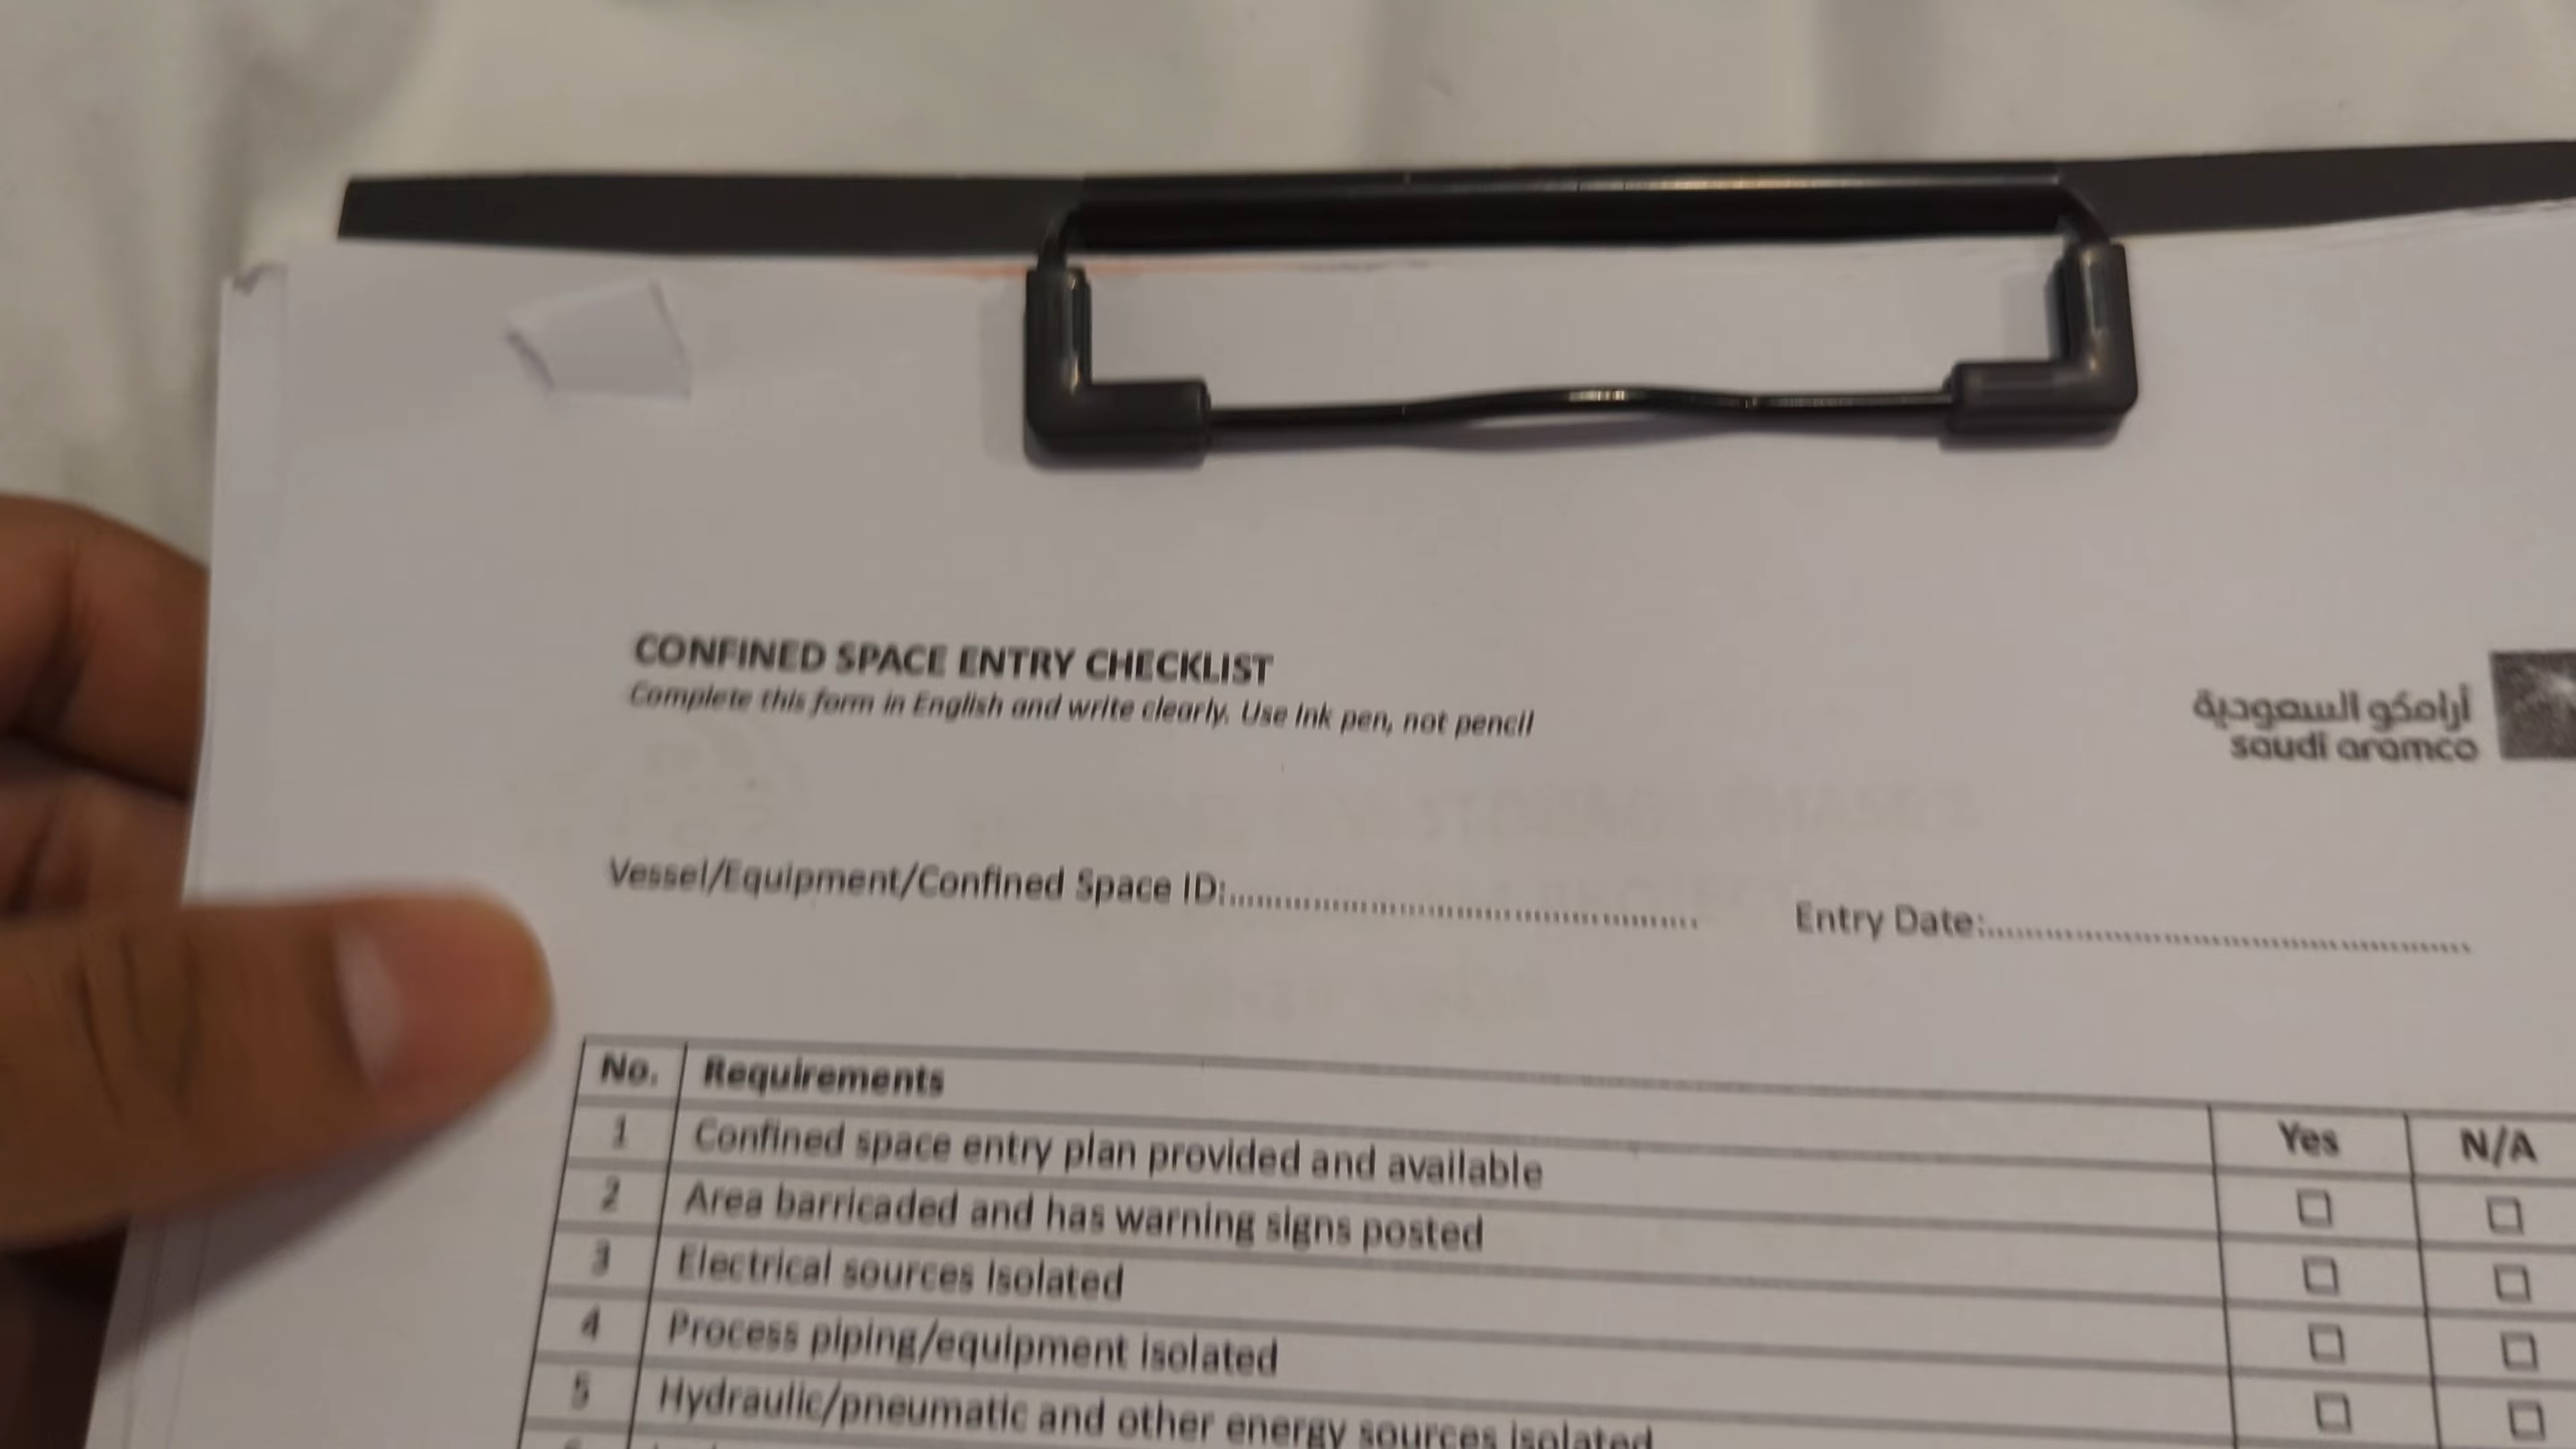 CONFINED SPACE ENTRY CHECKLIST
Complete this form in English and write clearly. Use ink pen, not pencil
أرامكو السعودية
saudi aramco
Vessel/Equipment/Confined Space ID:..........................................................
Entry Date:..........................................................
No. Requirements Yes N/A
1 Confined space entry plan provided and available ☐ ☐
2 Area barricaded and has warning signs posted ☐ ☐
3 Electrical sources isolated ☐ ☐
4 Process piping/equipment isolated ☐ ☐
5 Hydraulic/pneumatic and other energy sources isolated